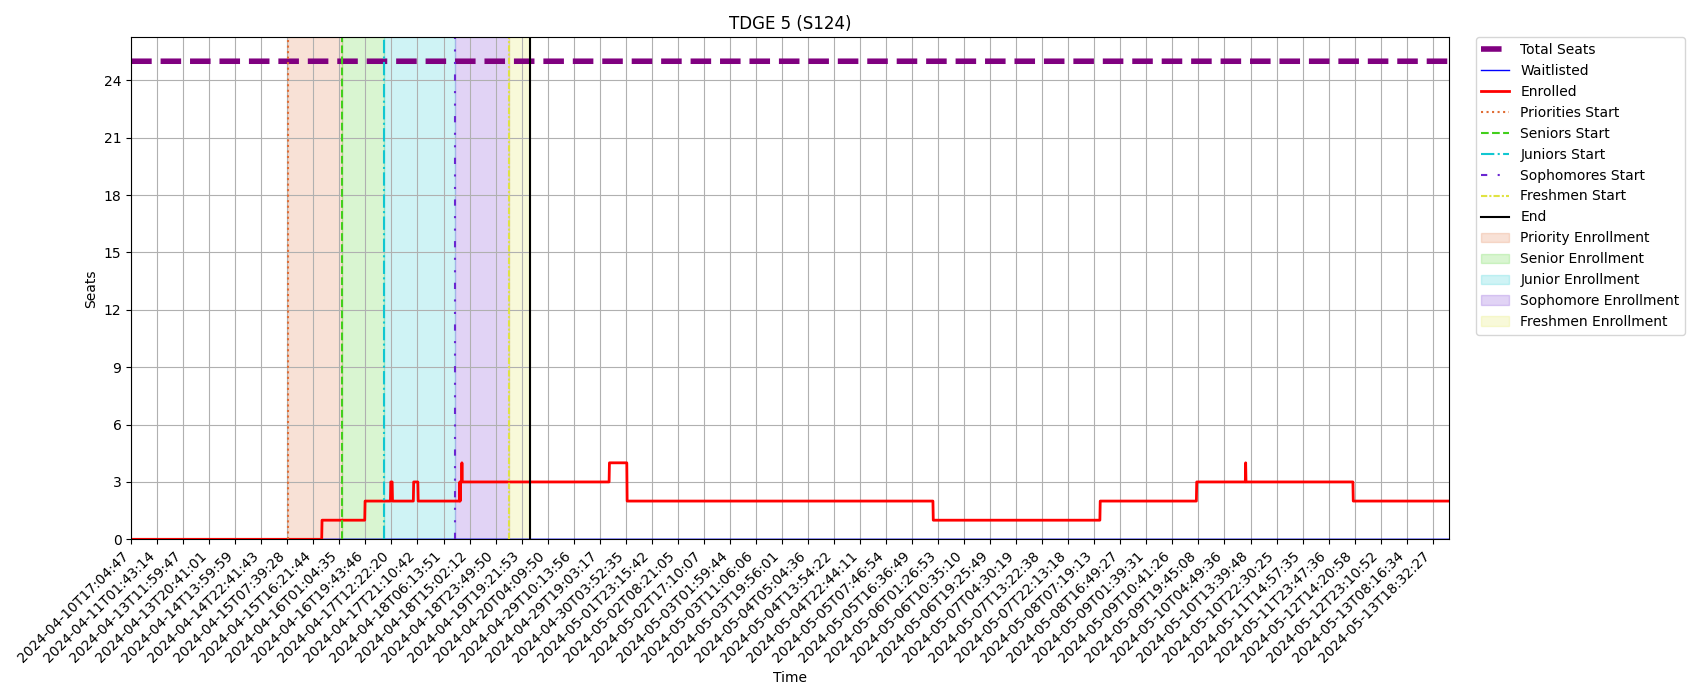 TDGE 5 (S124)
Seats
24
21
18
15
12
9
6
3
0
2024-04-10T17:04:47
2024-04-11T01:43:14
2024-04-13T11:59:47
2024-04-13T20:41:01
2024-04-14T13:59:59
2024-04-14T22:41:43
2024-04-15T07:39:28
2024-04-15T16:21:44
2024-04-16T01:04:35
2024-04-16T19:43:46
2024-04-17T12:22:20
2024-04-17T21:10:42
2024-04-18T06:13:51
2024-04-18T15:02:12
2024-04-18T23:49:50
2024-04-19T19:21:53
2024-04-20T04:09:50
2024-04-29T10:13:56
2024-04-29T19:03:17
2024-04-30T03:52:35
2024-05-01T23:15:42
2024-05-02T08:21:05
2024-05-02T17:10:07
2024-05-03T01:59:44
2024-05-03T11:06:06
2024-05-03T19:56:01
2024-05-04T05:04:36
2024-05-04T13:54:22
2024-05-04T22:44:11
2024-05-05T07:46:54
2024-05-05T16:36:49
2024-05-06T01:26:53
2024-05-06T10:35:10
2024-05-06T19:25:49
2024-05-07T04:30:19
2024-05-07T13:22:38
2024-05-07T22:13:18
2024-05-08T07:19:13
2024-05-08T16:49:27
2024-05-09T01:39:31
2024-05-09T10:41:26
2024-05-09T19:45:08
2024-05-10T04:49:36
2024-05-10T13:39:48
2024-05-10T22:30:25
2024-05-11T14:57:35
2024-05-11T23:47:36
2024-05-12T14:20:58
2024-05-12T23:10:52
2024-05-13T08:16:34
2024-05-13T18:32:27
Time
Total Seats
Waitlisted
Enrolled
Priorities Start
Seniors Start
Juniors Start
Sophomores Start
Freshmen Start
End
Priority Enrollment
Senior Enrollment
Junior Enrollment
Sophomore Enrollment
Freshmen Enrollment